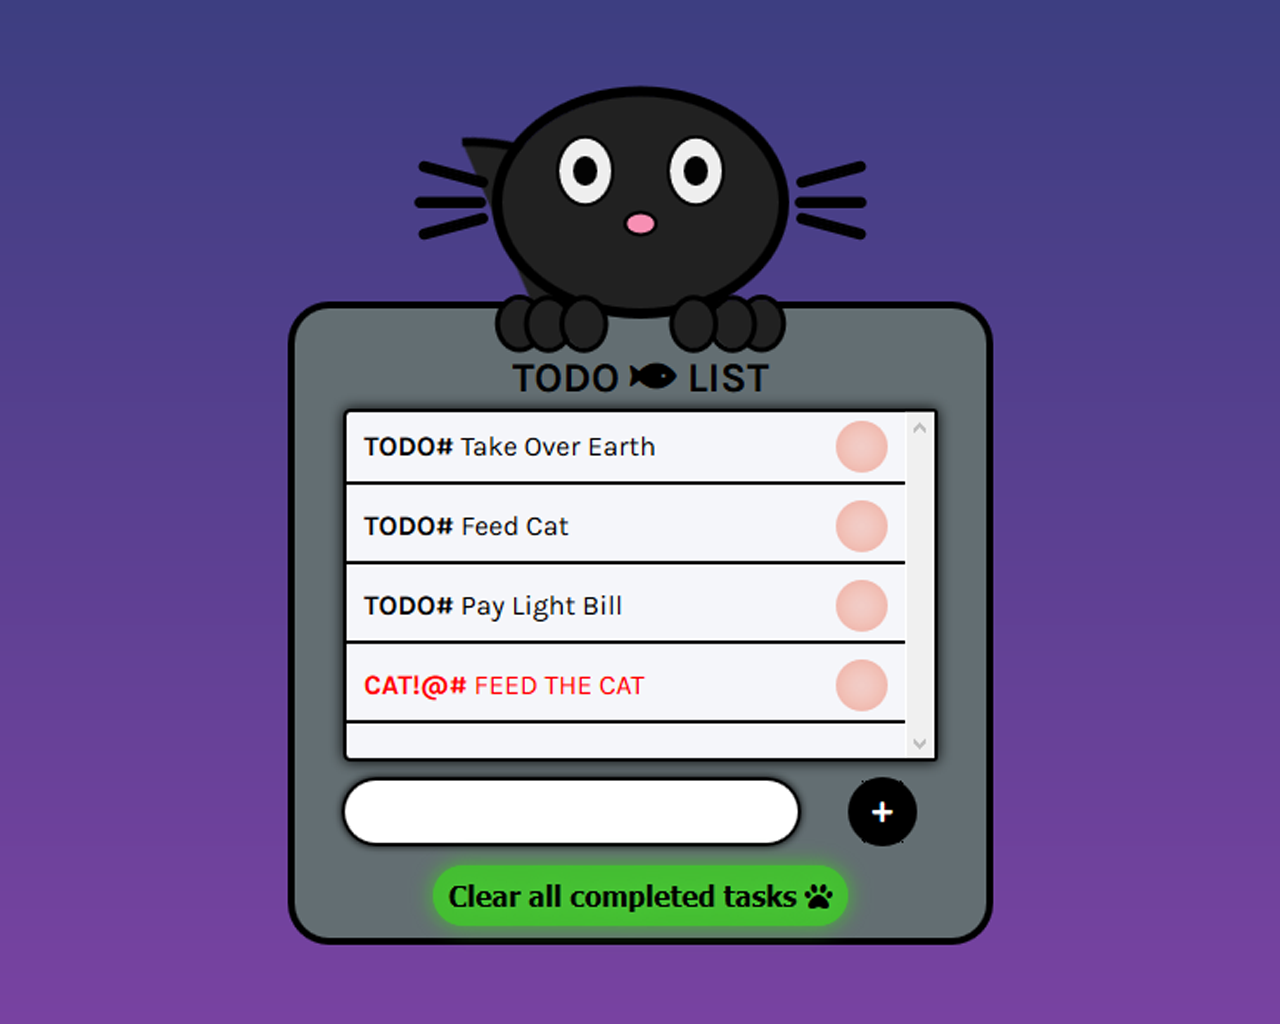 TODO LIST
TODO# Take Over Earth
TODO# Feed Cat
TODO# Pay Light Bill
CAT!@# FEED THE CAT
+
Clear all completed tasks